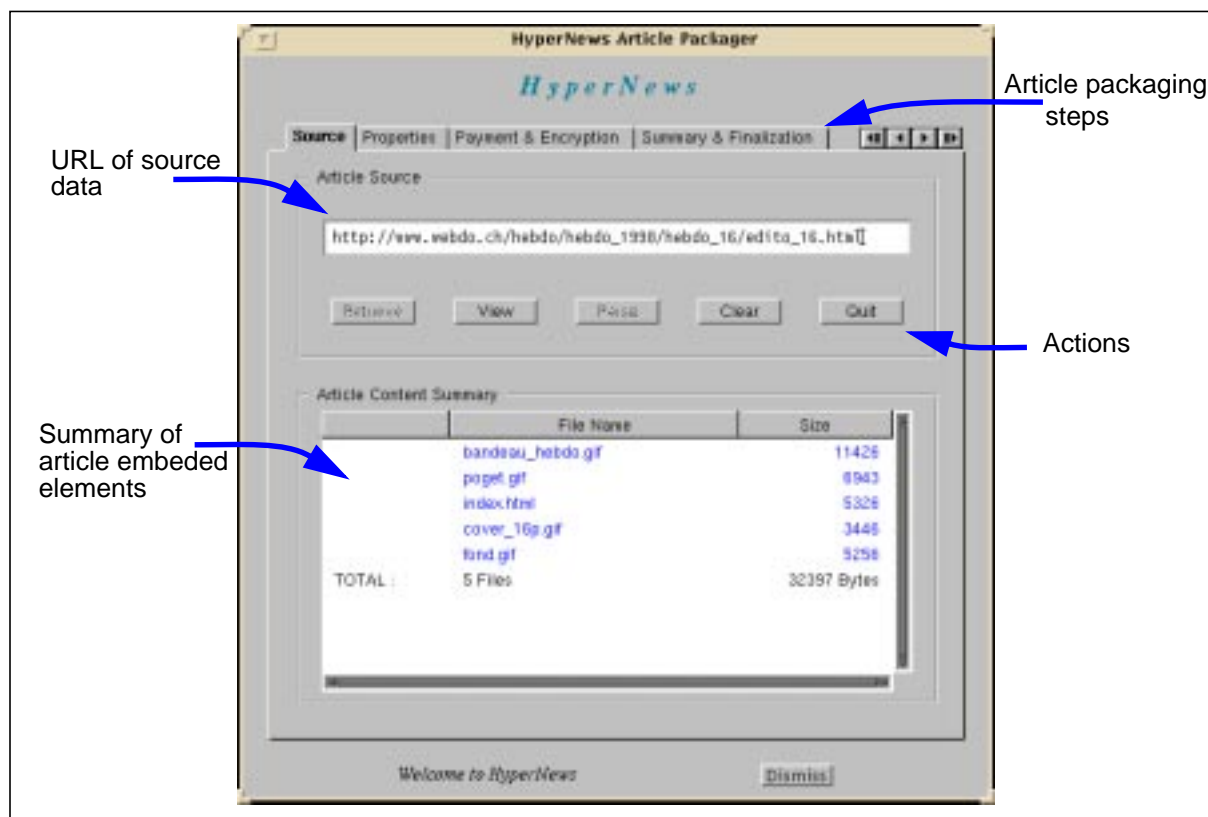 HyperNews Article Packager
HyperNews
Article packaging
steps
Source Properties Payment & Encryption Summary & Finalization
URL of source
data
Article Source
http://www.webdo.ch/hebdo/hebdo_1998/hebdo_16/edito_16.html
Retrieve View Parse Clear Quit
Actions
Article Content Summary
File Name Size
Summary of
article embeded
elements
bandeau_hebdo.gif 11426
poget.gif 6943
index.html 5326
cover_16p.gif 3446
fond.gif 5256
TOTAL : 5 Files 32397 Bytes
Welcome to HyperNews Dismiss